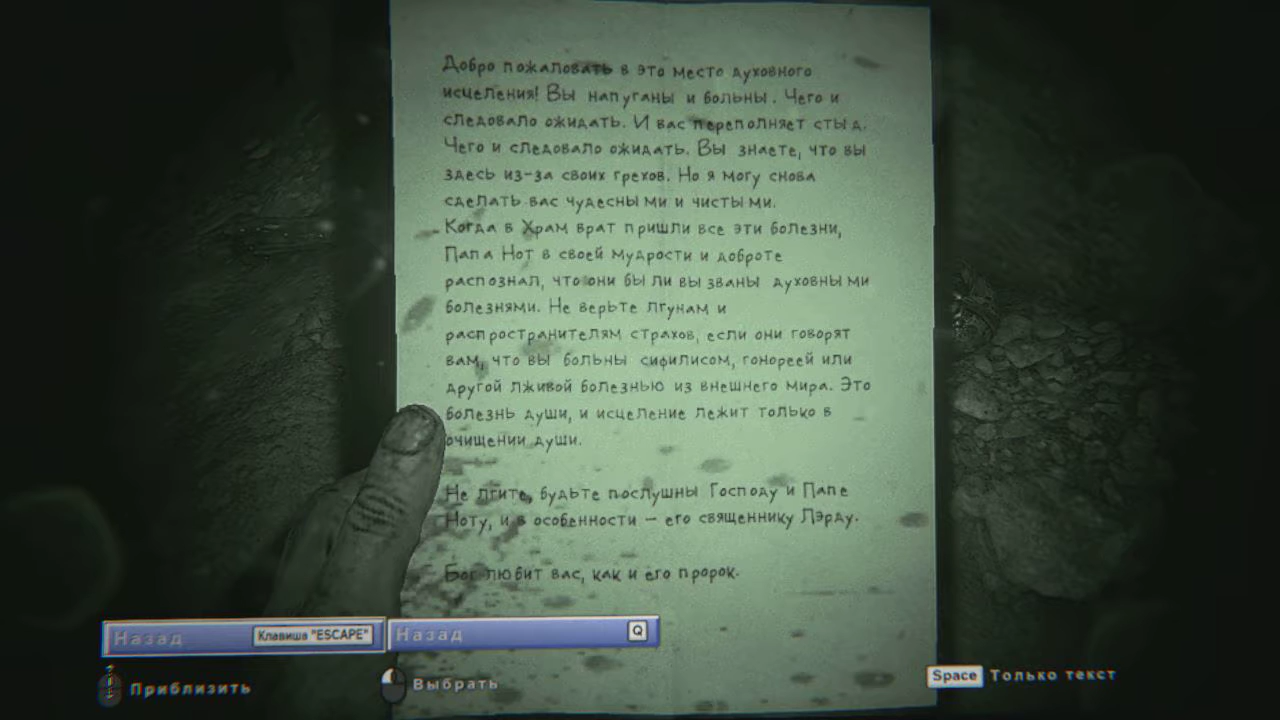 Добро пожаловать в это место духовного
исцеления! Вы напуганы и больны. Чего и
следовало ожидать. И вас переполняет стыд.
Чего и следовало ожидать. Вы знаете, что вы
здесь из-за своих грехов. Но я могу снова
сделать вас чудесными и чистыми.
Когда в Храм врат пришли все эти болезни,
Папа Нот в своей мудрости и доброте
распознал, что они были вызваны духовными
болезнями. Не верьте лгунам и
распространителям страхов, если они говорят
вам, что вы больны сифилисом, гонореей или
другой лживой болезнью из внешнего мира. Это
болезнь души, и исцеление лежит только в
очищении души.
Не лгите, будьте послушны Господу и Папе
Ноту, и в особенности – его священнику Лэрду.
Бог любит вас, как и его пророк.
Назад Клавиша "ESCAPE" Назад Q
Приблизить Выбрать Space Только текст